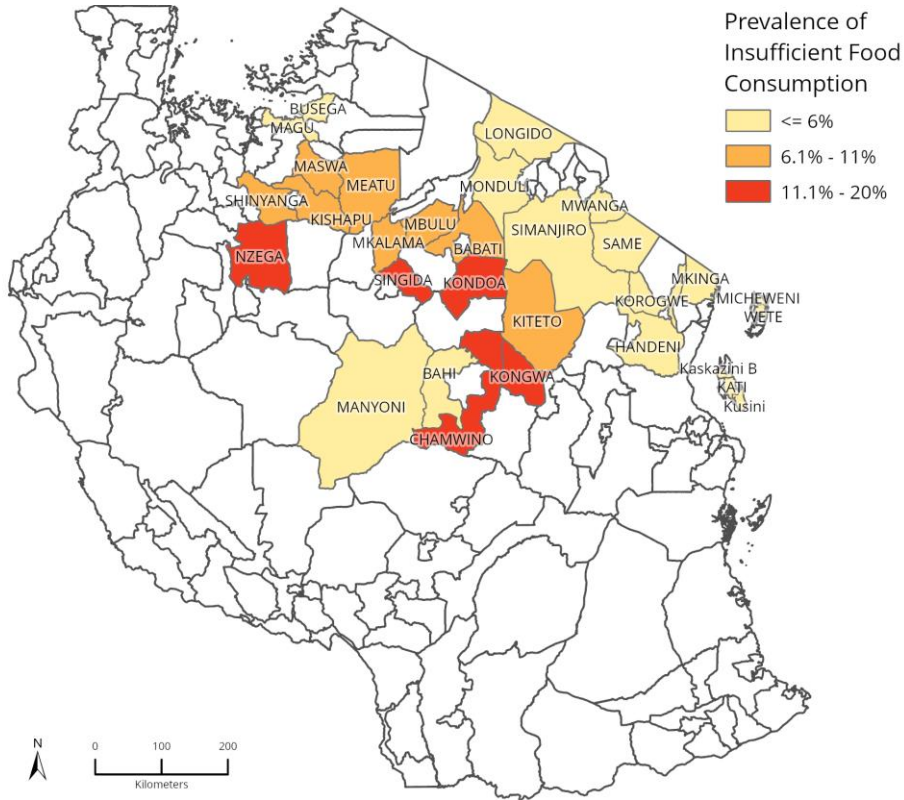 Prevalence of
Insufficient Food
Consumption
<= 6%
6.1% - 11%
11.1% - 20%
BUSEGA
MAGU
LONGIDO
MASWA
MEATU
MONDULI
SHINYANGA
MWANGA
KISHAPU
MBULU
SIMANJIRO
MKALAMA
BABATI
SAME
NZEGA
SINGIDA
KONDOA
MKINGA
KOROGWE
MICHEWENI
WETE
KITETO
HANDENI
Kaskazini B
BAHI
KONGWA
KATI
MANYONI
Kusini
CHAMWINO
N
0 100 200
Kilometers